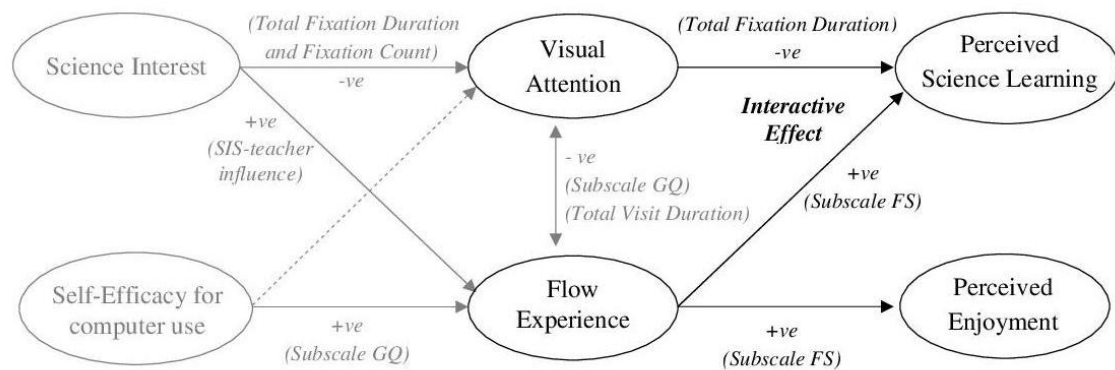 Science Interest
(Total Fixation Duration
and Fixation Count)
-ve
Visual
Attention
(Total Fixation Duration)
-ve
Perceived
Science Learning
+ve
(SIS-teacher
influence)
Interactive
Effect
- ve
(Subscale GQ)
(Total Visit Duration)
+ve
(Subscale FS)
Self-Efficacy for
computer use
+ve
(Subscale GQ)
Flow
Experience
+ve
(Subscale FS)
Perceived
Enjoyment